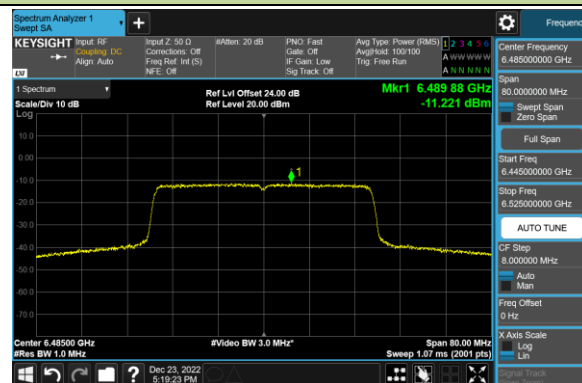 Spectrum Analyzer 1
Swept SA
Frequen
KEYSIGHT
Input: RF
Coupling: DC
Align: Auto
Input Z: 50 Ω
Corrections: Off
Freq Ref: Int (S)
NFE: Off
#Atten: 20 dB
PNO: Fast
Gate: Off
IF Gain: Low
Sig Track: Off
Avg Type: Power (RMS)
Avg|Hold: 100/100
Trig: Free Run
1 2 3 4 5 6
A W W W W W
A N N N N N
LXI
1 Spectrum
Scale/Div 10 dB
Log
Ref Lvl Offset 24.00 dB
Ref Level 20.00 dBm
Mkr1 6.489 88 GHz
-11.221 dBm
1
10.0
0.00
-10.0
-20.0
-30.0
-40.0
-50.0
-60.0
-70.0
Center 6.48500 GHz
#Res BW 1.0 MHz
#Video BW 3.0 MHz*
Span 80.00 MHz
Sweep 1.07 ms (2001 pts)
Dec 23, 2022
5:19:23 PM
Center Frequency
6.485000000 GHz
Span
80.0000000 MHz
Swept Span
Zero Span
Full Span
Start Freq
6.445000000 GHz
Stop Freq
6.525000000 GHz
AUTO TUNE
CF Step
8.000000 MHz
Auto
Man
Freq Offset
0 Hz
X Axis Scale
Log
Lin
Signal Track